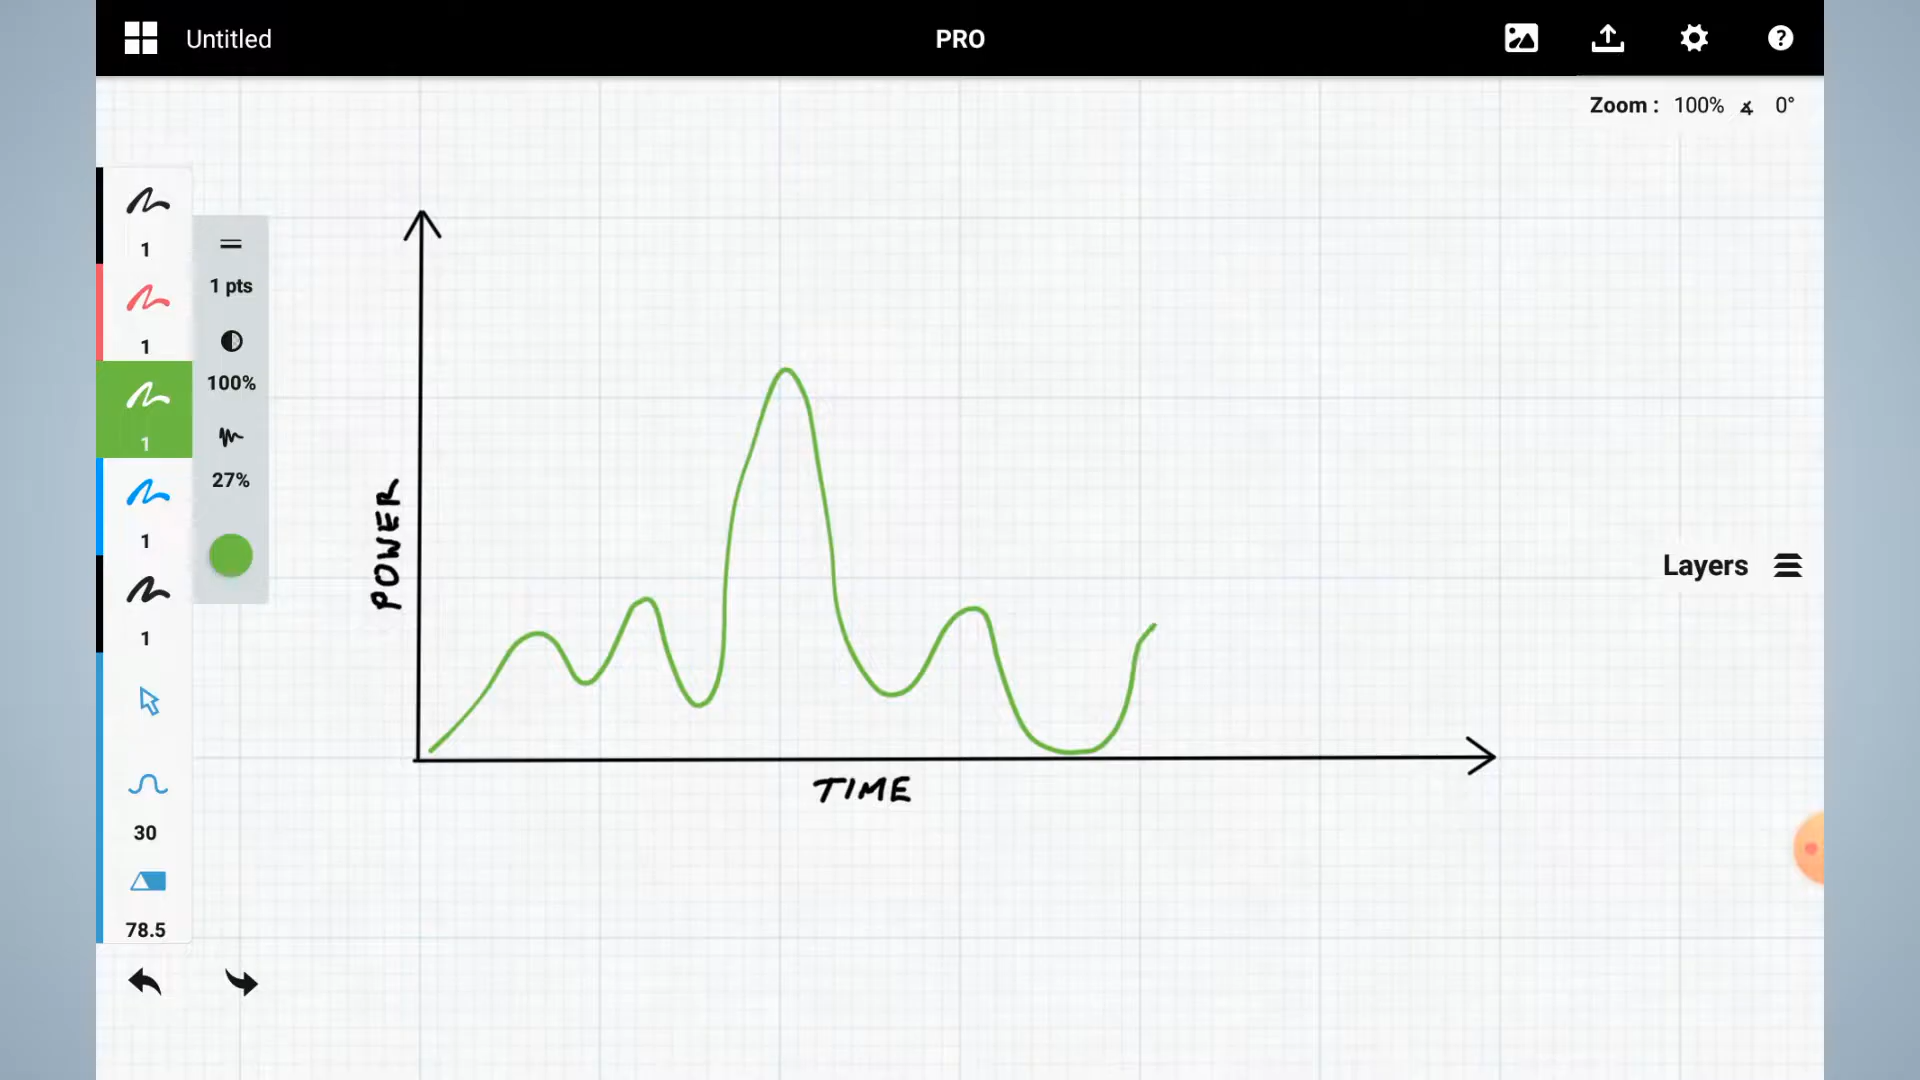 Untitled
PRO
Zoom : 100% 0°
1
1 pts
1
100%
1
27%
1
1
30
78.5
POWER
TIME
Layers